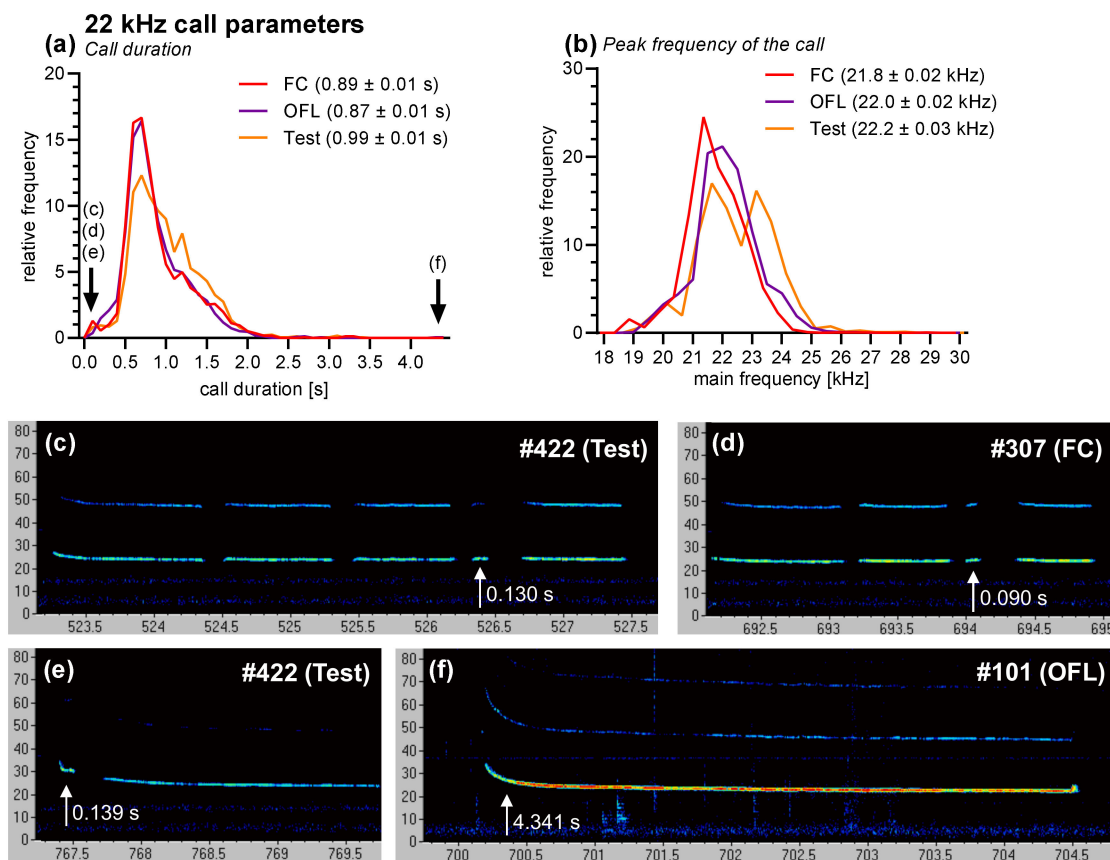 22 kHz call parameters
(a) Call duration
FC (0.89 ± 0.01 s)
OFL (0.87 ± 0.01 s)
Test (0.99 ± 0.01 s)
20
15
10
5
0
relative frequency
(c)
(d)
(e)
(f)
0.0 0.5 1.0 1.5 2.0 2.5 3.0 3.5 4.0
call duration [s]
(b) Peak frequency of the call
FC (21.8 ± 0.02 kHz)
OFL (22.0 ± 0.02 kHz)
Test (22.2 ± 0.03 kHz)
30
20
10
0
relative frequency
18 19 20 21 22 23 24 25 26 27 28 29 30
main frequency [kHz]
(c) #422 (Test)
80
70
60
50
40
30
20
10
0
0.130 s
523.5 524 524.5 525 525.5 526 526.5 527 527.5
(d) #307 (FC)
80
70
60
50
40
30
20
10
0
0.090 s
692.5 693 693.5 694 694.5 695
(e) #422 (Test)
80
70
60
50
40
30
20
10
0
0.139 s
767.5 768 768.5 769 769.5
(f) #101 (OFL)
80
70
60
50
40
30
20
10
0
4.341 s
700 700.5 701 701.5 702 702.5 703 703.5 704 704.5